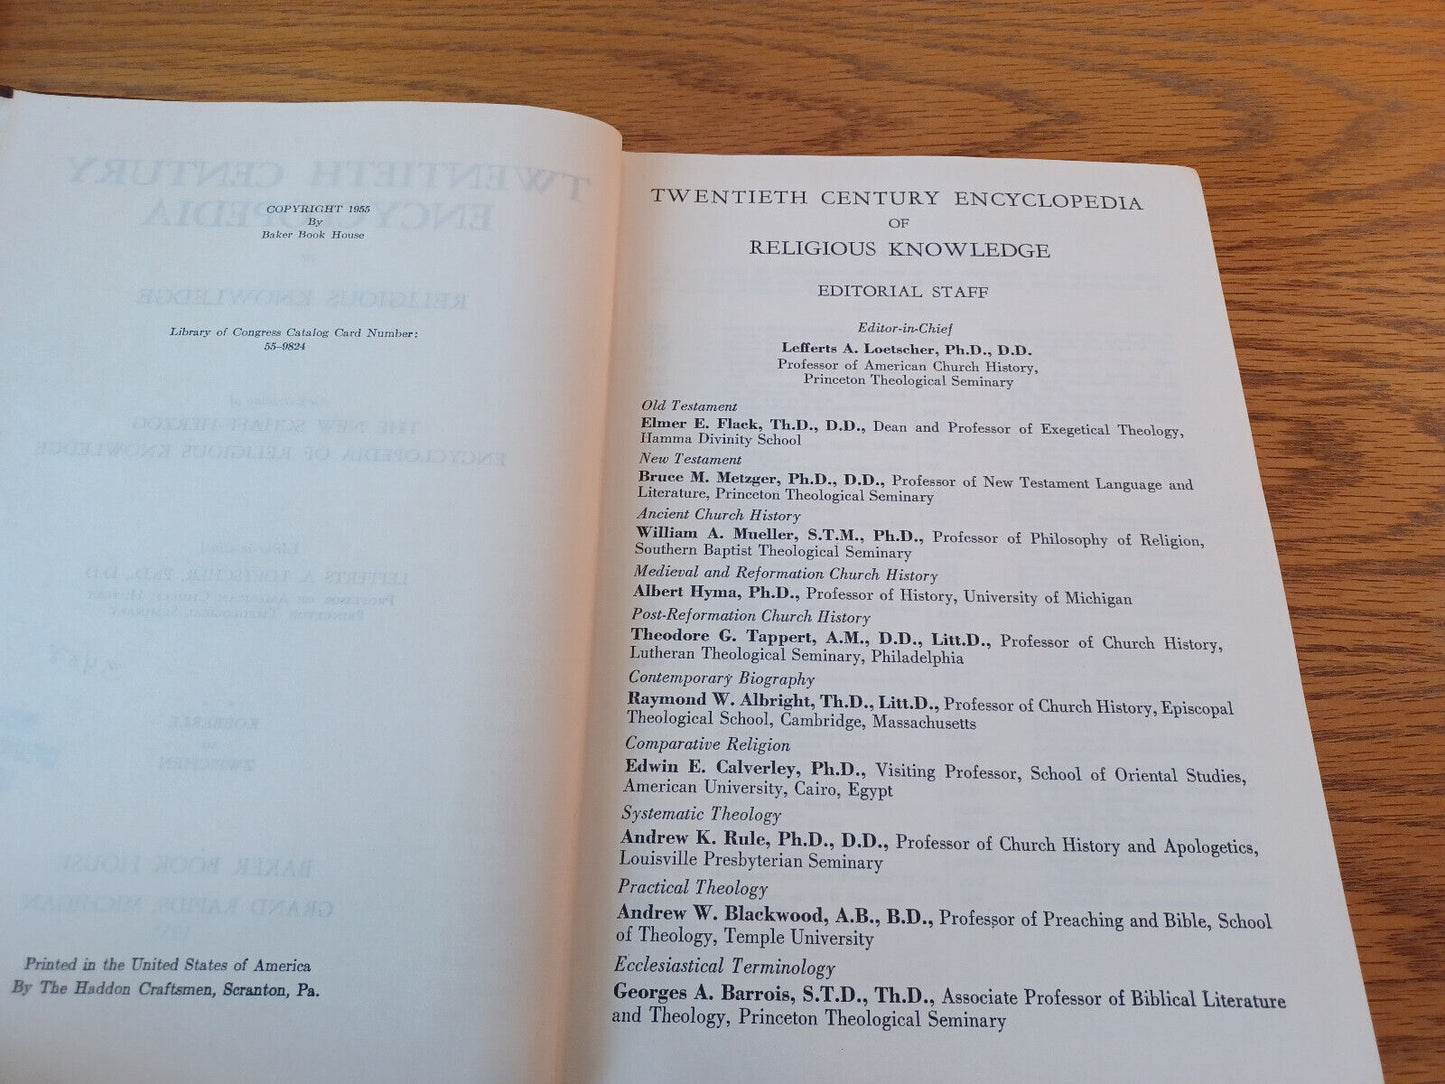 COPYRIGHT 1955
By
Baker Book House
Library of Congress Catalog Card Number:
55-9824
Printed in the United States of America
By The Haddon Craftsmen, Scranton, Pa.
TWENTIETH CENTURY ENCYCLOPEDIA
OF
RELIGIOUS KNOWLEDGE
EDITORIAL STAFF
Editor-in-Chief
Lefferts A. Loetscher, Ph.D., D.D.
Professor of American Church History,
Princeton Theological Seminary
Old Testament
Elmer E. Flack, Th.D., D.D., Dean and Professor of Exegetical Theology,
Hamma Divinity School
New Testament
Bruce M. Metzger, Ph.D., D.D., Professor of New Testament Language and
Literature, Princeton Theological Seminary
Ancient Church History
William A. Mueller, S.T.M., Ph.D., Professor of Philosophy of Religion,
Southern Baptist Theological Seminary
Medieval and Reformation Church History
Albert Hyma, Ph.D., Professor of History, University of Michigan
Post-Reformation Church History
Theodore G. Tappert, A.M., D.D., Litt.D., Professor of Church History,
Lutheran Theological Seminary, Philadelphia
Contemporary Biography
Raymond W. Albright, Th.D., Litt.D., Professor of Church History, Episcopal
Theological School, Cambridge, Massachusetts
Comparative Religion
Edwin E. Calverley, Ph.D., Visiting Professor, School of Oriental Studies,
American University, Cairo, Egypt
Systematic Theology
Andrew K. Rule, Ph.D., D.D., Professor of Church History and Apologetics,
Louisville Presbyterian Seminary
Practical Theology
Andrew W. Blackwood, A.B., B.D., Professor of Preaching and Bible, School
of Theology, Temple University
Ecclesiastical Terminology
Georges A. Barrois, S.T.D., Th.D., Associate Professor of Biblical Literature
and Theology, Princeton Theological Seminary